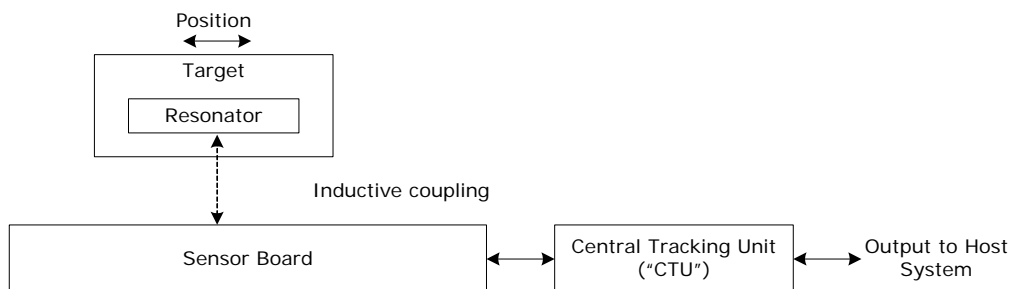 Position
Target
Resonator
Inductive coupling
Sensor Board
Central Tracking Unit
("CTU")
Output to Host
System